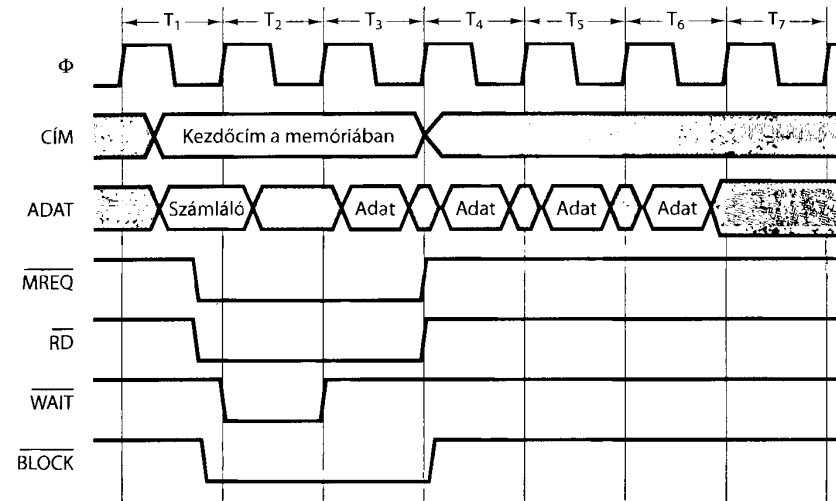 T1 T2 T3 T4 T5 T6 T7
Φ
CÍM Kezdőcím a memóriában
ADAT Számláló Adat Adat Adat Adat
MREQ
RD
WAIT
BLOCK